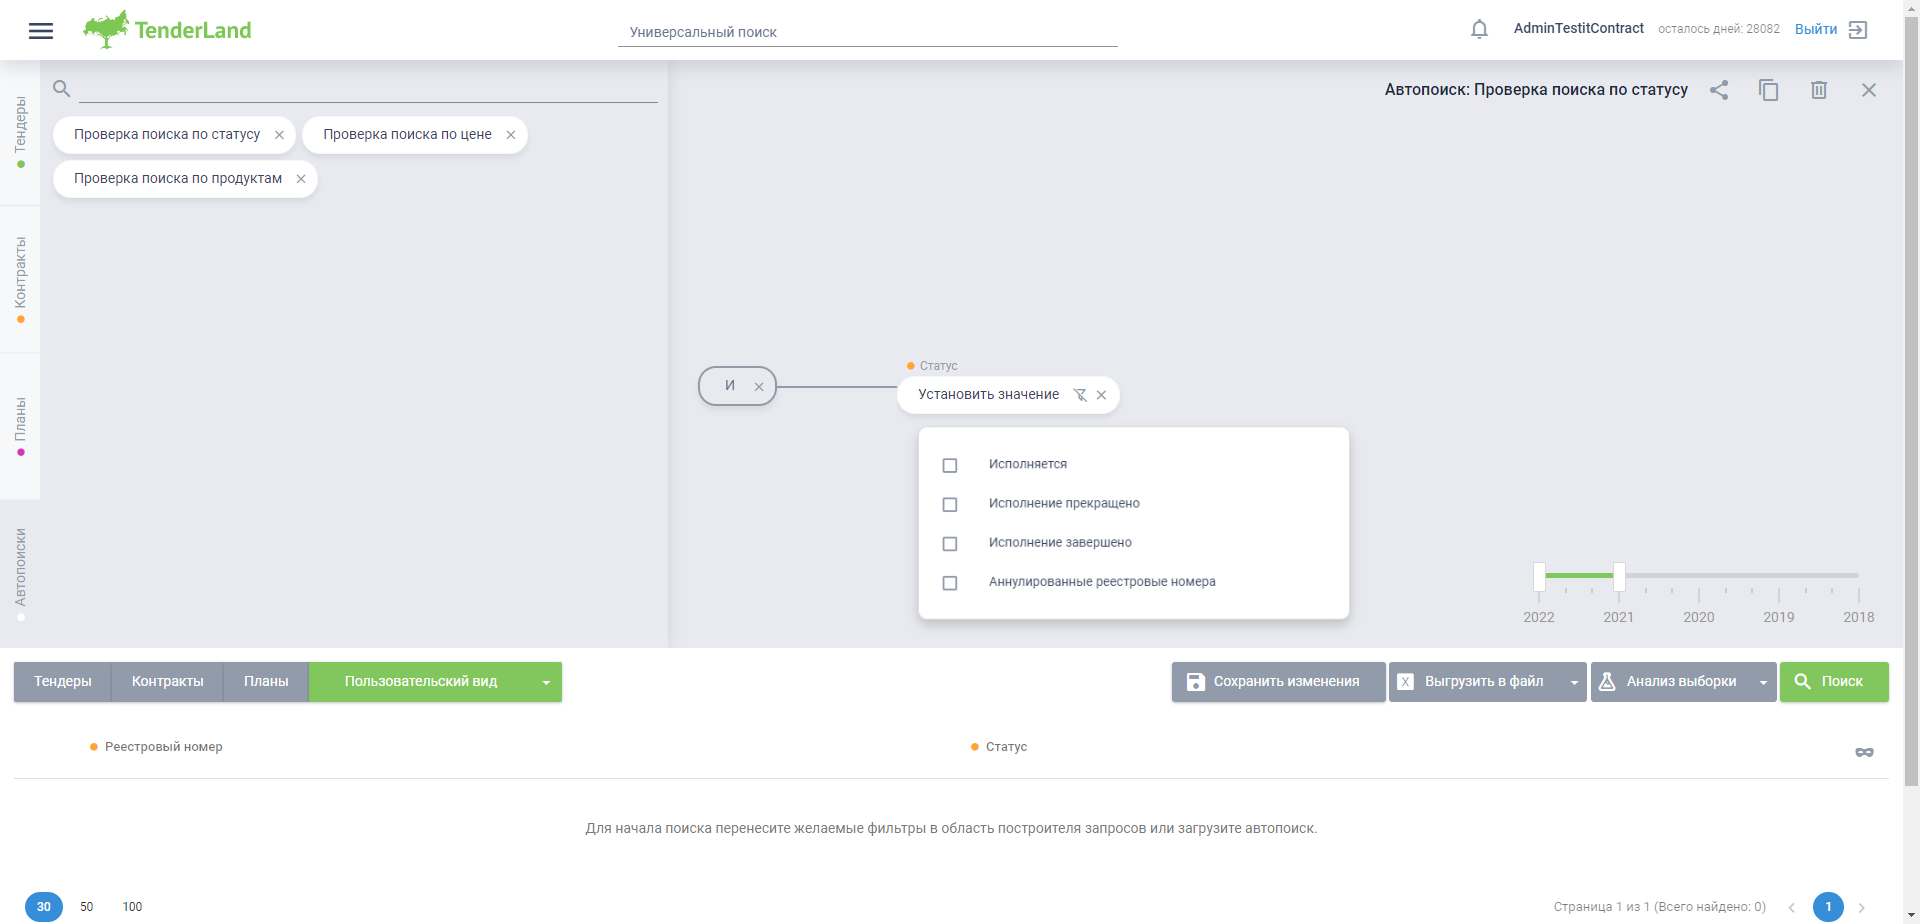 TenderLand
Универсальный поиск
AdminTestitContract
осталось дней: 28082
Выйти
Тендеры
Контракты
Планы
Автопоиски
Проверка поиска по статусу
Проверка поиска по цене
Проверка поиска по продуктам
Автопоиск: Проверка поиска по статусу
И
Статус
Установить значение
Исполняется
Исполнение прекращено
Исполнение завершено
Аннулированные реестровые номера
2022 2021 2020 2019 2018
Тендеры Контракты Планы Пользовательский вид
Сохранить изменения X Выгрузить в файл Анализ выборки Поиск
Реестровый номер Статус
Для начала поиска перенесите желаемые фильтры в область построителя запросов или загрузите автопоиск.
30 50 100
Страница 1 из 1 (Всего найдено: 0) 1